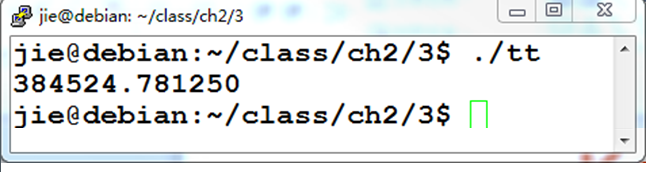 jie@debian: ~/class/ch2/3
jie@debian:~/class/ch2/3$ ./tt
384524.781250
jie@debian:~/class/ch2/3$